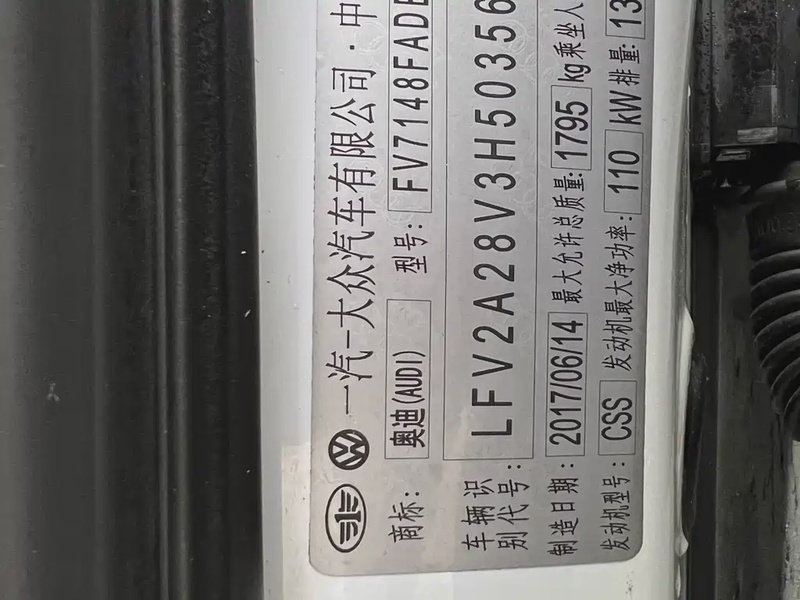 一汽-大众汽车有限公司·中
商标: 奥迪(AUDI) 型号: FV7148FADB
车辆识别代号: LFV2A28V3H50356
制造日期: 2017/06/14 最大允许总质量: 1795 kg 乘坐人
发动机型号: CSS 发动机最大净功率: 110 kW 排量: 13